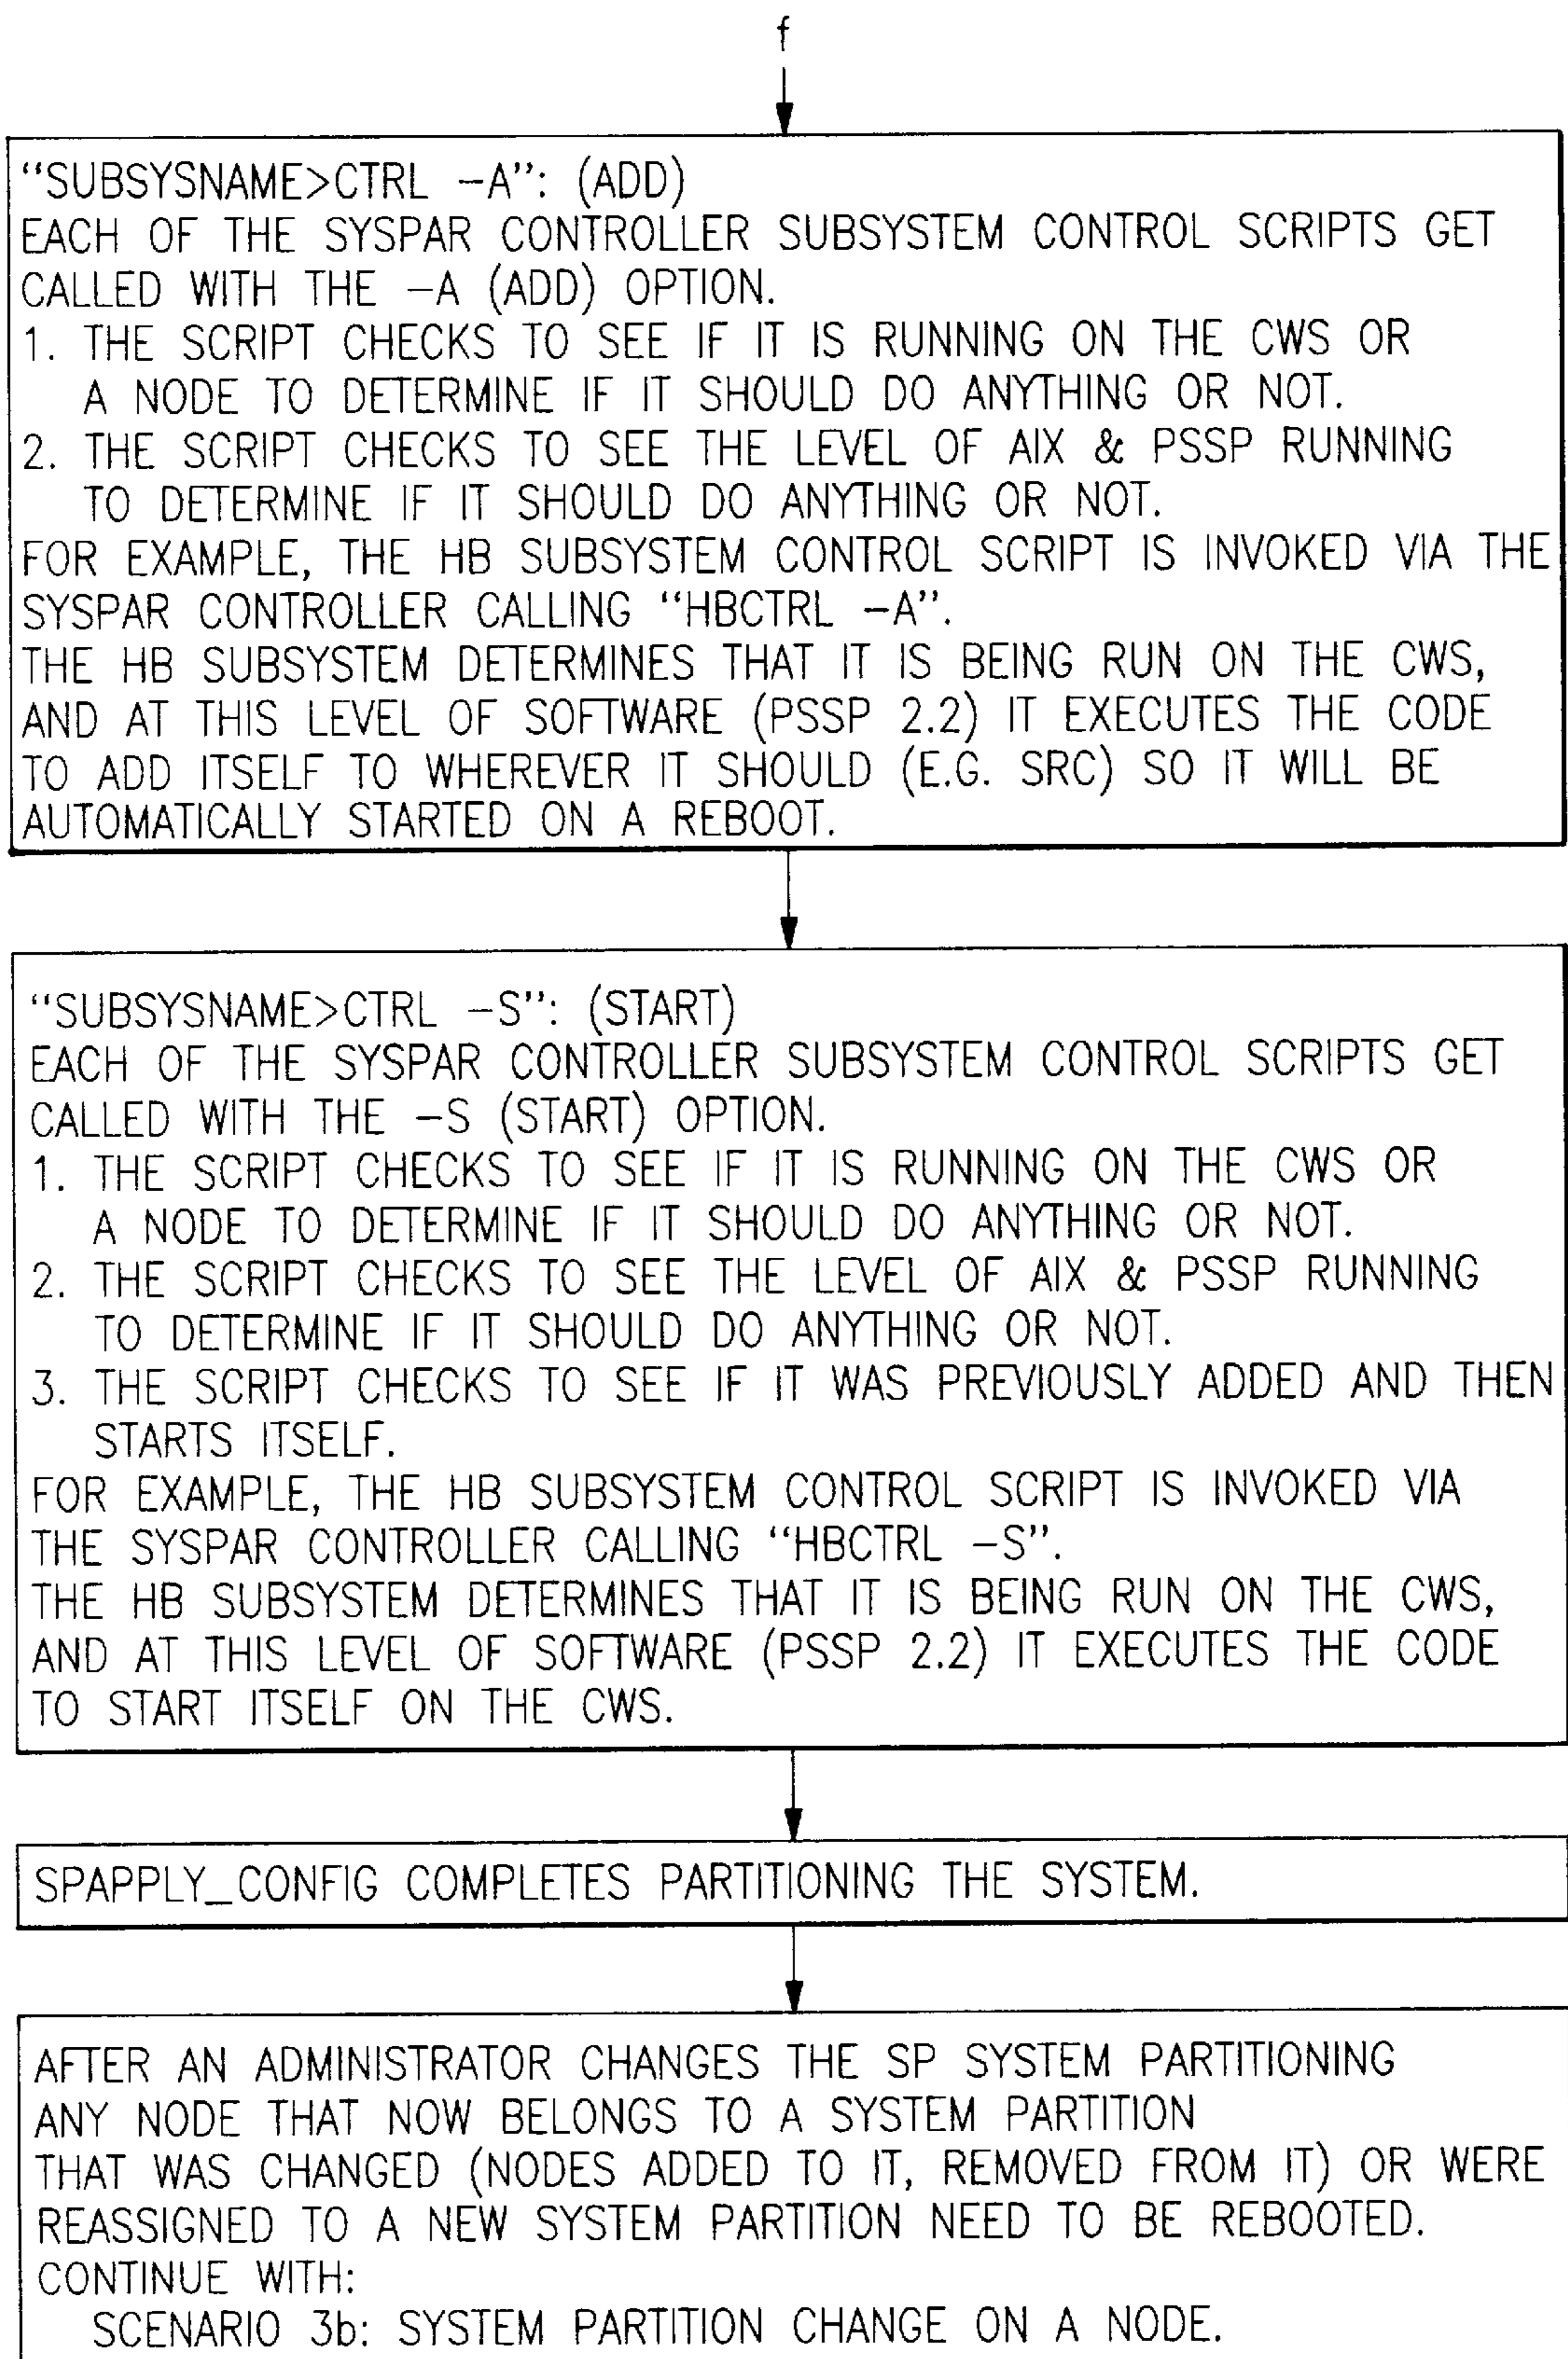 f
“SUBSYSNAME>CTRL –A”: (ADD)
EACH OF THE SYSPAR CONTROLLER SUBSYSTEM CONTROL SCRIPTS GET
CALLED WITH THE –A (ADD) OPTION.
1. THE SCRIPT CHECKS TO SEE IF IT IS RUNNING ON THE CWS OR
A NODE TO DETERMINE IF IT SHOULD DO ANYTHING OR NOT.
2. THE SCRIPT CHECKS TO SEE THE LEVEL OF AIX & PSSP RUNNING
TO DETERMINE IF IT SHOULD DO ANYTHING OR NOT.
FOR EXAMPLE, THE HB SUBSYSTEM CONTROL SCRIPT IS INVOKED VIA THE
SYSPAR CONTROLLER CALLING “HBCTRL –A”.
THE HB SUBSYSTEM DETERMINES THAT IT IS BEING RUN ON THE CWS,
AND AT THIS LEVEL OF SOFTWARE (PSSP 2.2) IT EXECUTES THE CODE
TO ADD ITSELF TO WHEREVER IT SHOULD (E.G. SRC) SO IT WILL BE
AUTOMATICALLY STARTED ON A REBOOT.
“SUBSYSNAME>CTRL –S”: (START)
EACH OF THE SYSPAR CONTROLLER SUBSYSTEM CONTROL SCRIPTS GET
CALLED WITH THE –S (START) OPTION.
1. THE SCRIPT CHECKS TO SEE IF IT IS RUNNING ON THE CWS OR
A NODE TO DETERMINE IF IT SHOULD DO ANYTHING OR NOT.
2. THE SCRIPT CHECKS TO SEE THE LEVEL OF AIX & PSSP RUNNING
TO DETERMINE IF IT SHOULD DO ANYTHING OR NOT.
3. THE SCRIPT CHECKS TO SEE IF IT WAS PREVIOUSLY ADDED AND THEN
STARTS ITSELF.
FOR EXAMPLE, THE HB SUBSYSTEM CONTROL SCRIPT IS INVOKED VIA
THE SYSPAR CONTROLLER CALLING “HBCTRL –S”.
THE HB SUBSYSTEM DETERMINES THAT IT IS BEING RUN ON THE CWS,
AND AT THIS LEVEL OF SOFTWARE (PSSP 2.2) IT EXECUTES THE CODE
TO START ITSELF ON THE CWS.
SPAPPLY_CONFIG COMPLETES PARTITIONING THE SYSTEM.
AFTER AN ADMINISTRATOR CHANGES THE SP SYSTEM PARTITIONING
ANY NODE THAT NOW BELONGS TO A SYSTEM PARTITION
THAT WAS CHANGED (NODES ADDED TO IT, REMOVED FROM IT) OR WERE
REASSIGNED TO A NEW SYSTEM PARTITION NEED TO BE REBOOTED.
CONTINUE WITH:
SCENARIO 3b: SYSTEM PARTITION CHANGE ON A NODE.